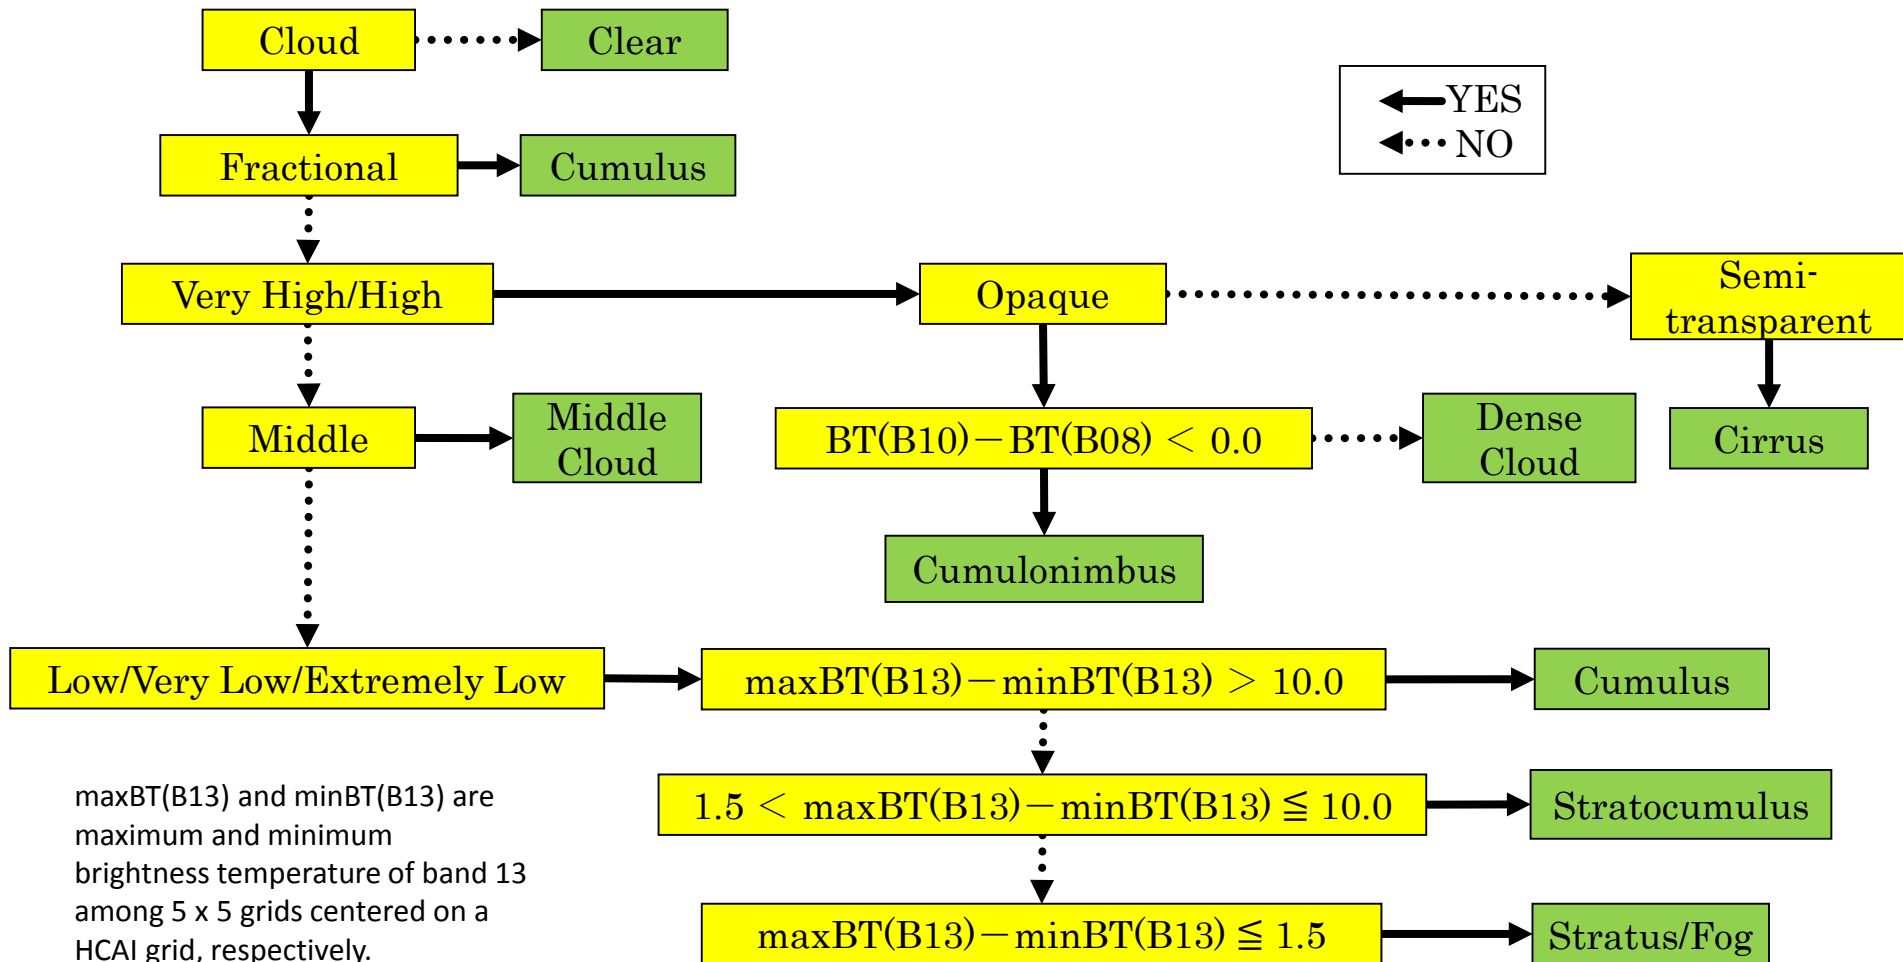 Cloud
Clear
YES
NO
Fractional
Cumulus
Very High/High
Opaque
Semi-
transparent
Middle
Middle
Cloud
BT(B10)−BT(B08) < 0.0
Dense
Cloud
Cirrus
Cumulonimbus
Low/Very Low/Extremely Low
maxBT(B13)−minBT(B13) > 10.0
Cumulus
1.5 < maxBT(B13)−minBT(B13) ≦ 10.0
Stratocumulus
maxBT(B13)−minBT(B13) ≦ 1.5
Stratus/Fog
maxBT(B13) and minBT(B13) are
maximum and minimum
brightness temperature of band 13
among 5 x 5 grids centered on a
HCAI grid, respectively.